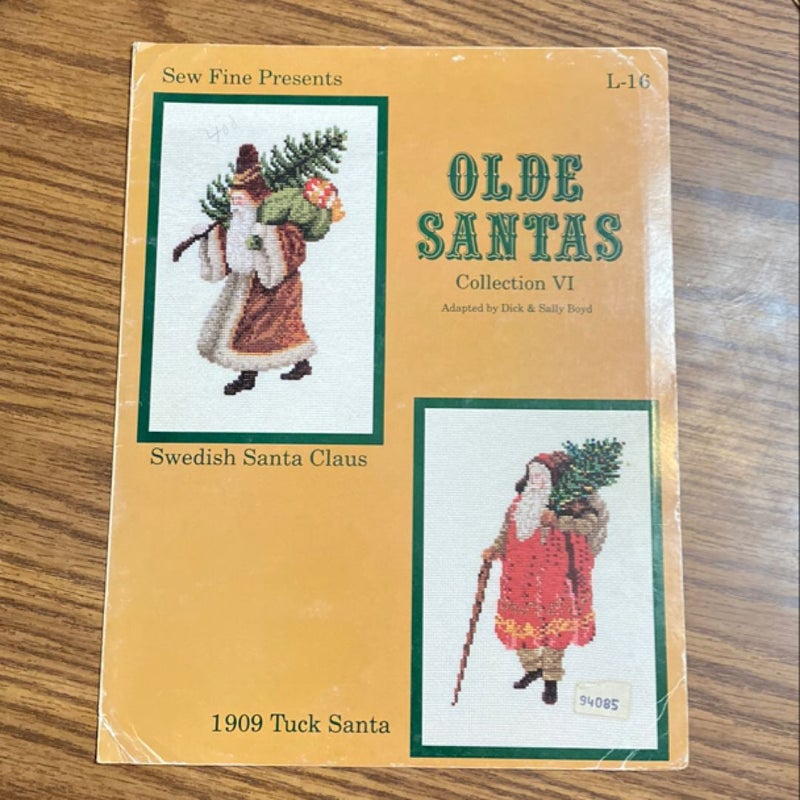 Sew Fine Presents
L-16
OLDE
SANTAS
Collection VI
Adapted by Dick & Sally Boyd
Swedish Santa Claus
94085
1909 Tuck Santa